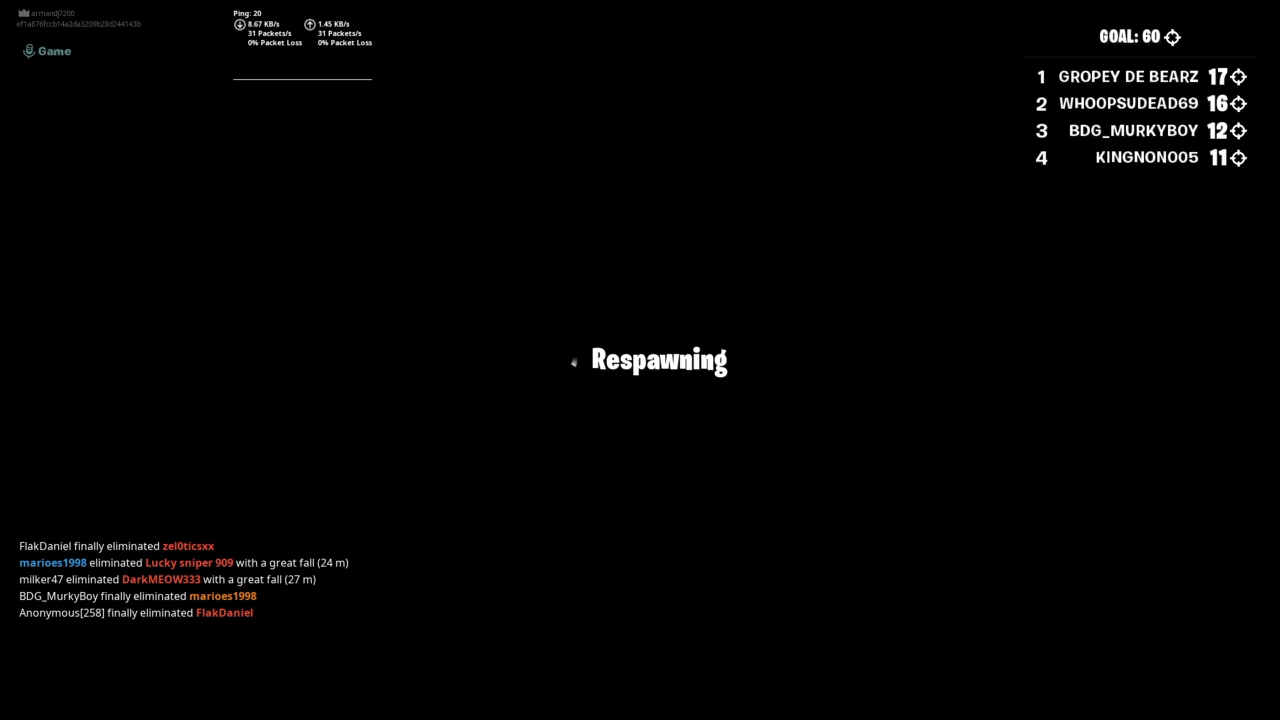 armandj7200
ef1a876fccb14a2da3209b28d244143b
Game
Ping: 20
8.67 KB/s 1.45 KB/s
31 Packets/s 31 Packets/s
0% Packet Loss 0% Packet Loss
GOAL: 60
1 GROPEY DE BEARZ 17
2 WHOOPSUDEAD69 16
3 BDG_MURKYBOY 12
4 KINGNONO05 11
Respawning
FlakDaniel finally eliminated zel0ticsxx
marioes1998 eliminated Lucky sniper 909 with a great fall (24 m)
milker47 eliminated DarkMEOW333 with a great fall (27 m)
BDG_MurkyBoy finally eliminated marioes1998
Anonymous[258] finally eliminated FlakDaniel